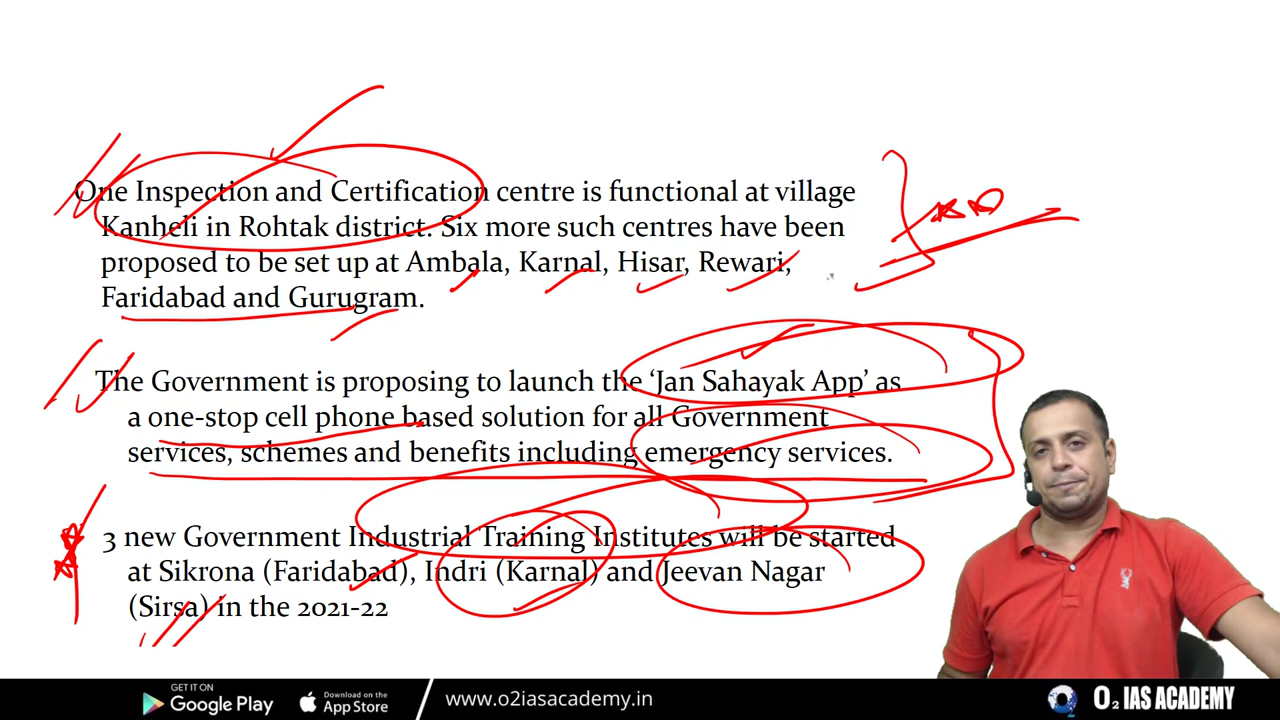 One Inspection and Certification centre is functional at village
Kanheli in Rohtak district. Six more such centres have been
proposed to be set up at Ambala, Karnal, Hisar, Rewari,
Faridabad and Gurugram.
The Government is proposing to launch the ‘Jan Sahayak App’ as
a one-stop cell phone based solution for all Government
services, schemes and benefits including emergency services.
3 new Government Industrial Training Institutes will be started
at Sikrona (Faridabad), Indri (Karnal) and Jeevan Nagar
(Sirsa) in the 2021-22
GET IT ON
Google Play
Download on the
App Store
www.o2iasacademy.in
O2 IAS ACADEMY